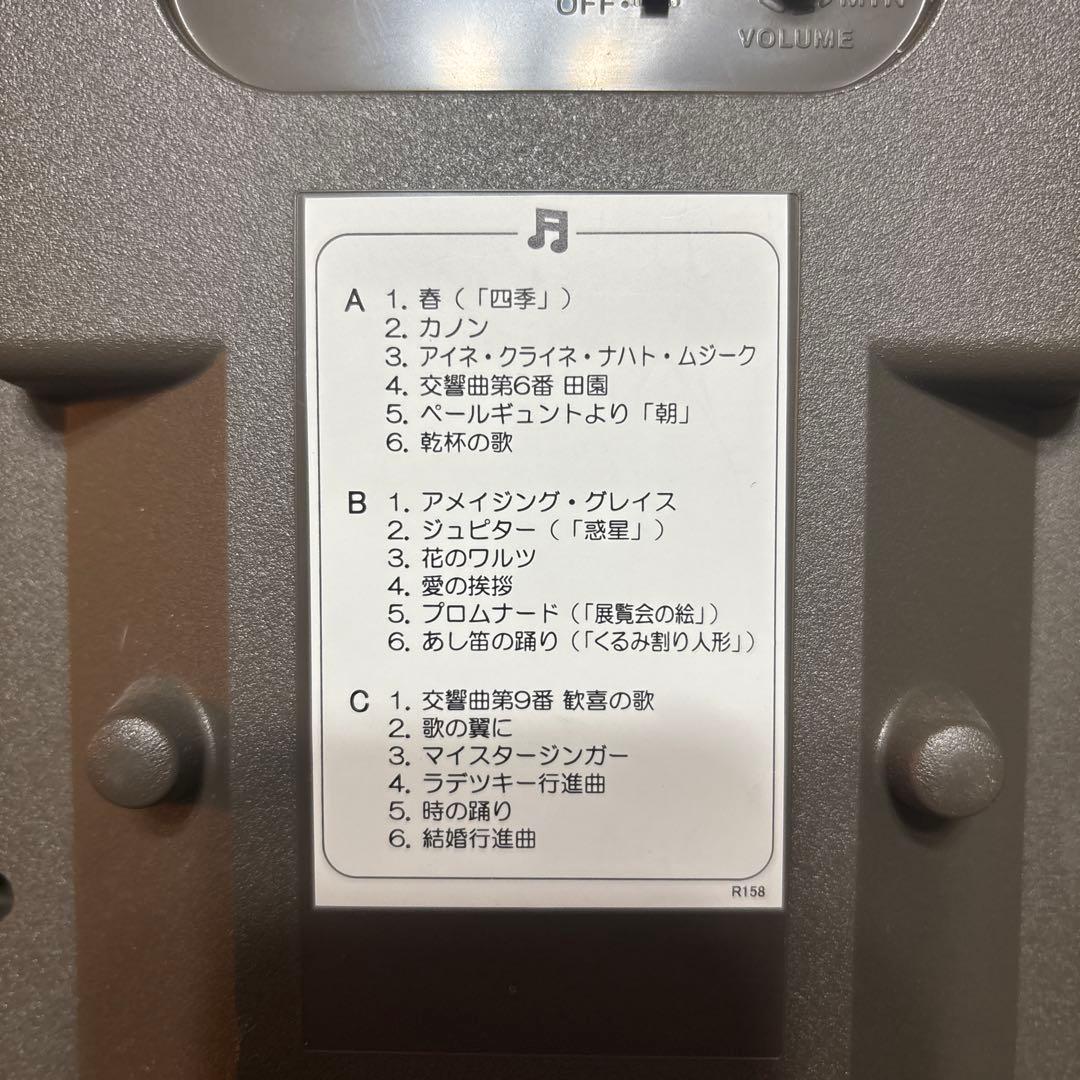 OFF
MIN
VOLUME
A 1. 春（「四季」）
2. カノン
3. アイネ・クライネ・ナハト・ムジーク
4. 交響曲第6番 田園
5. ペールギュントより「朝」
6. 乾杯の歌
B 1. アメイジング・グレイス
2. ジュピター（「惑星」）
3. 花のワルツ
4. 愛の挨拶
5. プロムナード（「展覧会の絵」）
6. あし笛の踊り（「くるみ割り人形」）
C 1. 交響曲第9番 歓喜の歌
2. 歌の翼に
3. マイスタージンガー
4. ラデツキー行進曲
5. 時の踊り
6. 結婚行進曲
R158